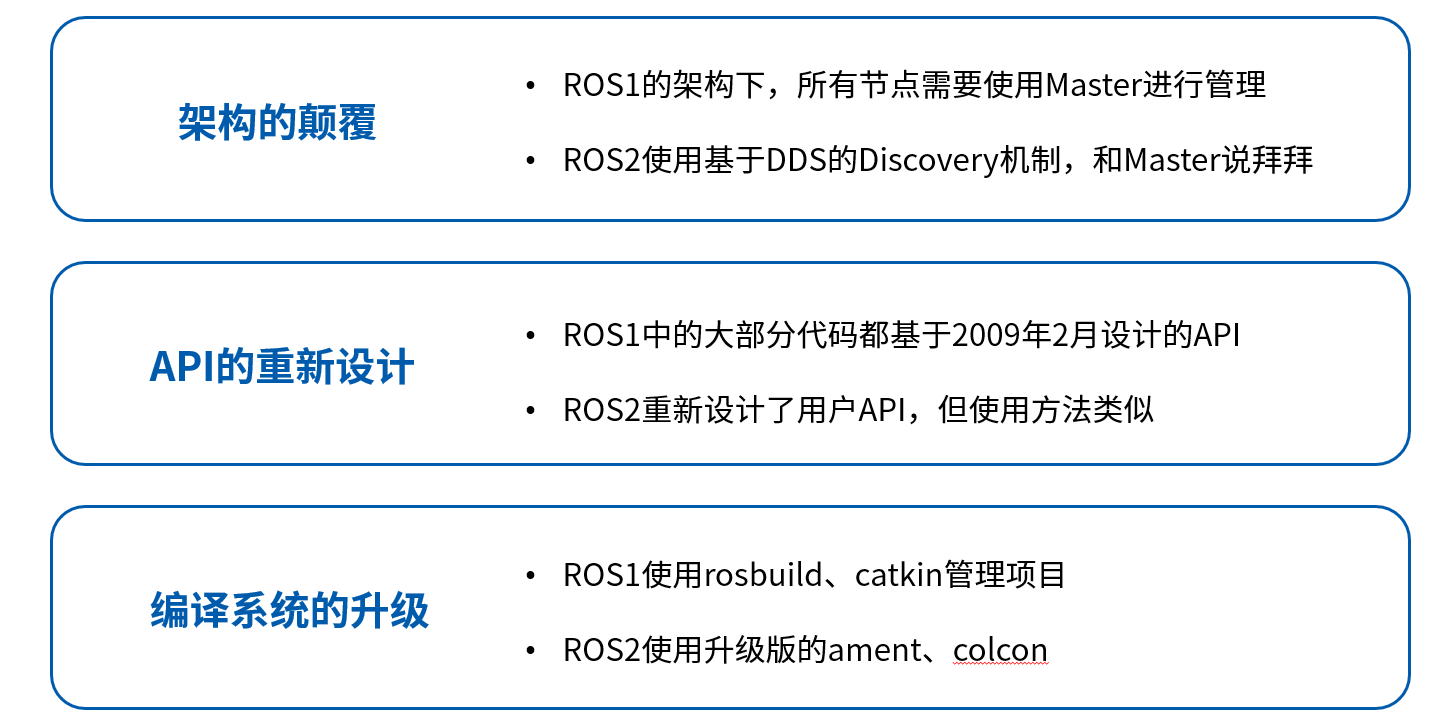 架构的颠覆
• ROS1的架构下，所有节点需要使用Master进行管理
• ROS2使用基于DDS的Discovery机制，和Master说拜拜
API的重新设计
• ROS1中的大部分代码都基于2009年2月设计的API
• ROS2重新设计了用户API，但使用方法类似
编译系统的升级
• ROS1使用rosbuild、catkin管理项目
• ROS2使用升级版的ament、colcon